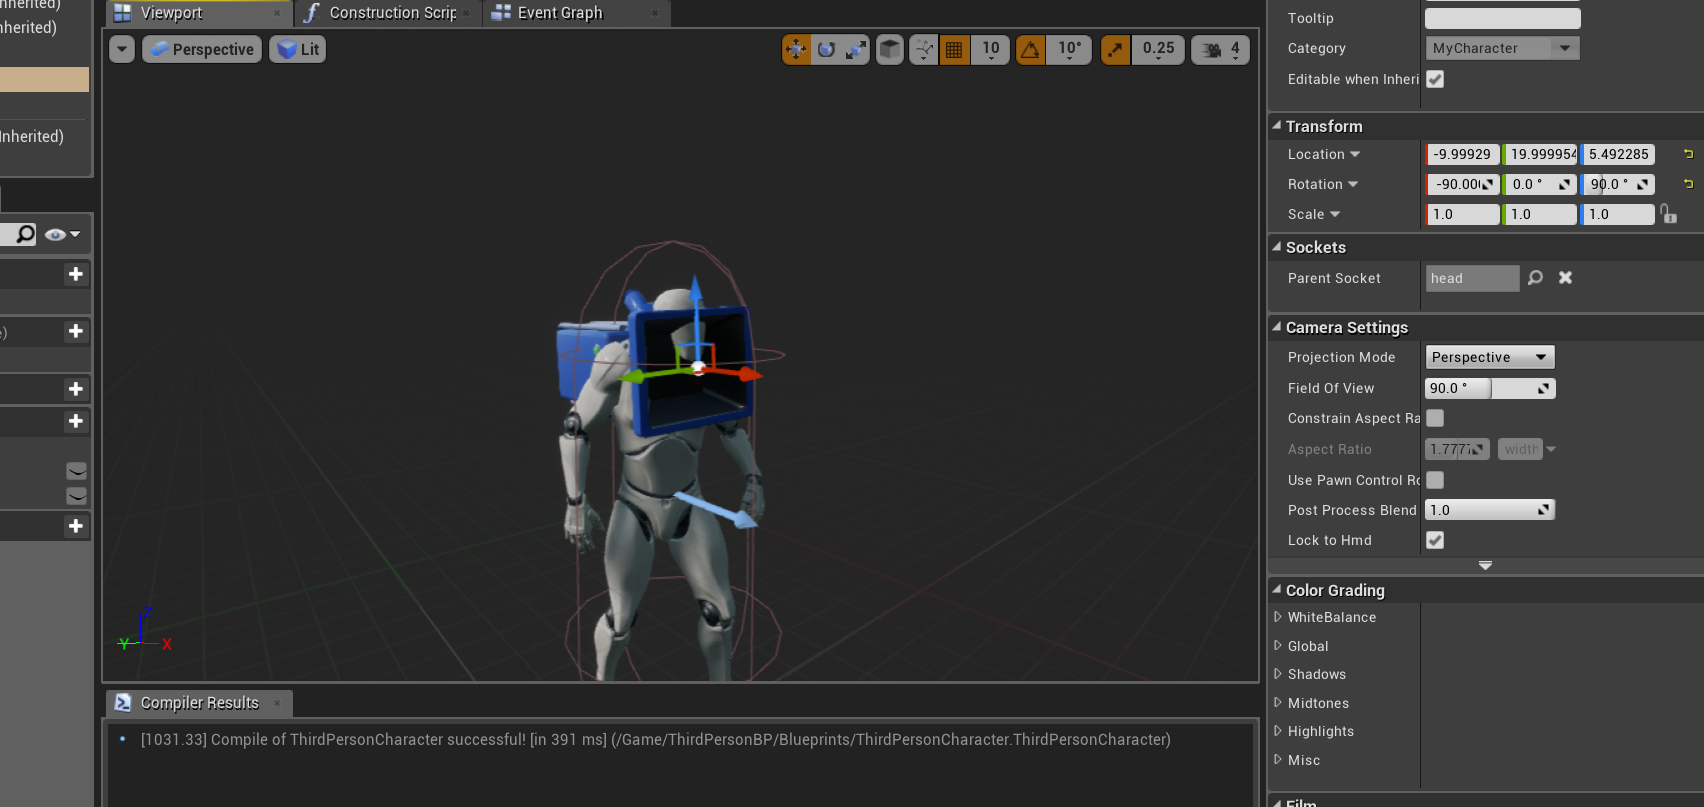 nherited)
nherited)
Inherited)
e)
Viewport
Construction Scrip
Event Graph
Perspective
Lit
10
10°
0.25
4
Z
Y
X
Compiler Results
[1031.33] Compile of ThirdPersonCharacter successful! [in 391 ms] (/Game/ThirdPersonBP/Blueprints/ThirdPersonCharacter.ThirdPersonCharacter)
Tooltip
Category MyCharacter
Editable when Inheri
Transform
Location -9.99929 19.999954 5.492285
Rotation -90.00 0.0 ° 90.0 °
Scale 1.0 1.0 1.0
Sockets
Parent Socket head
Camera Settings
Projection Mode Perspective
Field Of View 90.0 °
Constrain Aspect Ra
Aspect Ratio 1.777 width
Use Pawn Control Ro
Post Process Blend 1.0
Lock to Hmd
Color Grading
WhiteBalance
Global
Shadows
Midtones
Highlights
Misc
Film